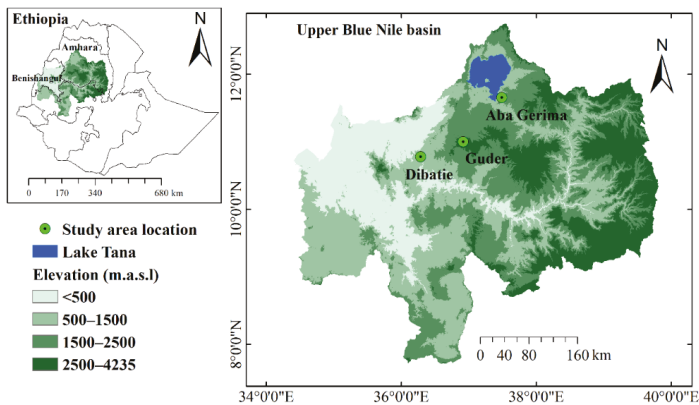 Ethiopia
N
Amhara
Benishangul
0 170 340 680 km
Study area location
Lake Tana
Elevation (m.a.s.l)
<500
500–1500
1500–2500
2500–4235
Upper Blue Nile basin
N
Aba Gerima
Guder
Dibatie
0 40 80 160 km
12°0'0"N
10°0'0"N
8°0'0"N
34°0'0"E 36°0'0"E 38°0'0"E 40°0'0"E